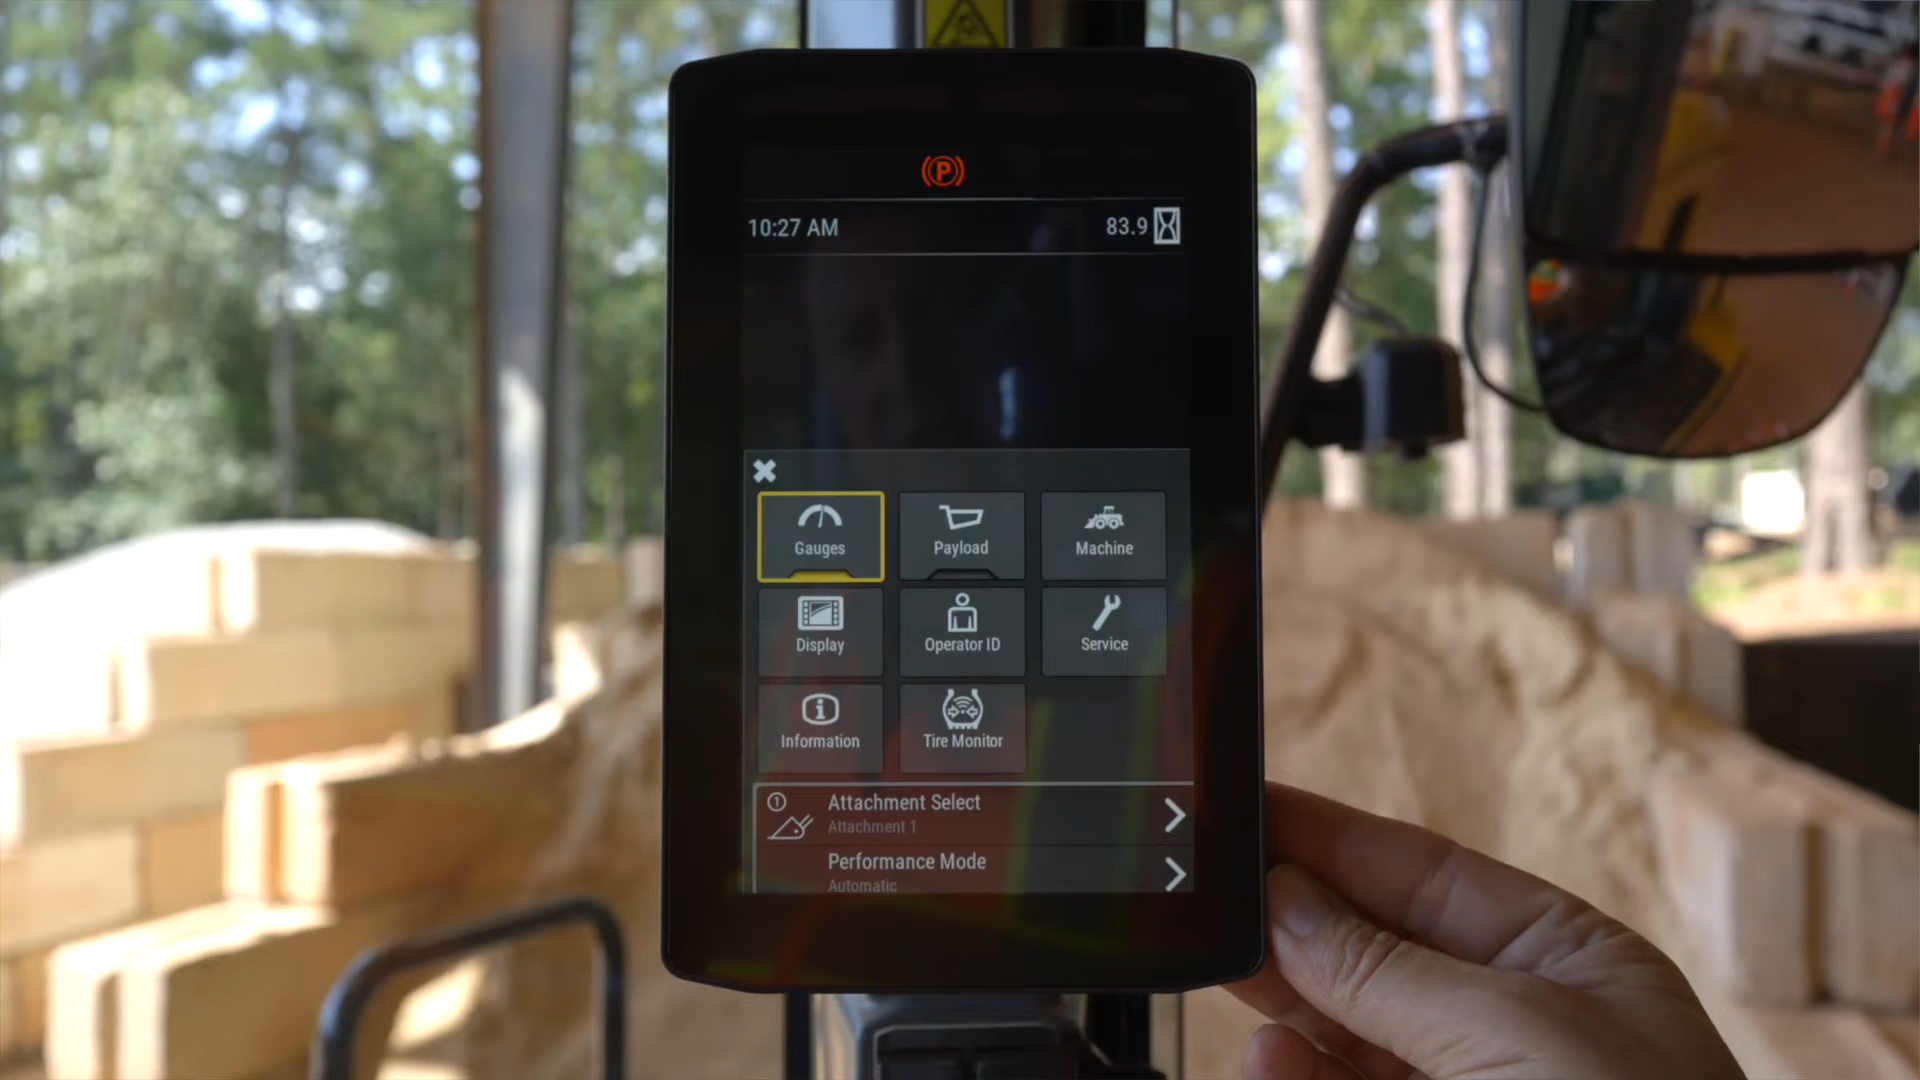 P
10:27 AM
83.9
Gauges
Payload
Machine
Display
Operator ID
Service
Information
Tire Monitor
1
Attachment Select
Attachment 1
Performance Mode
Automatic